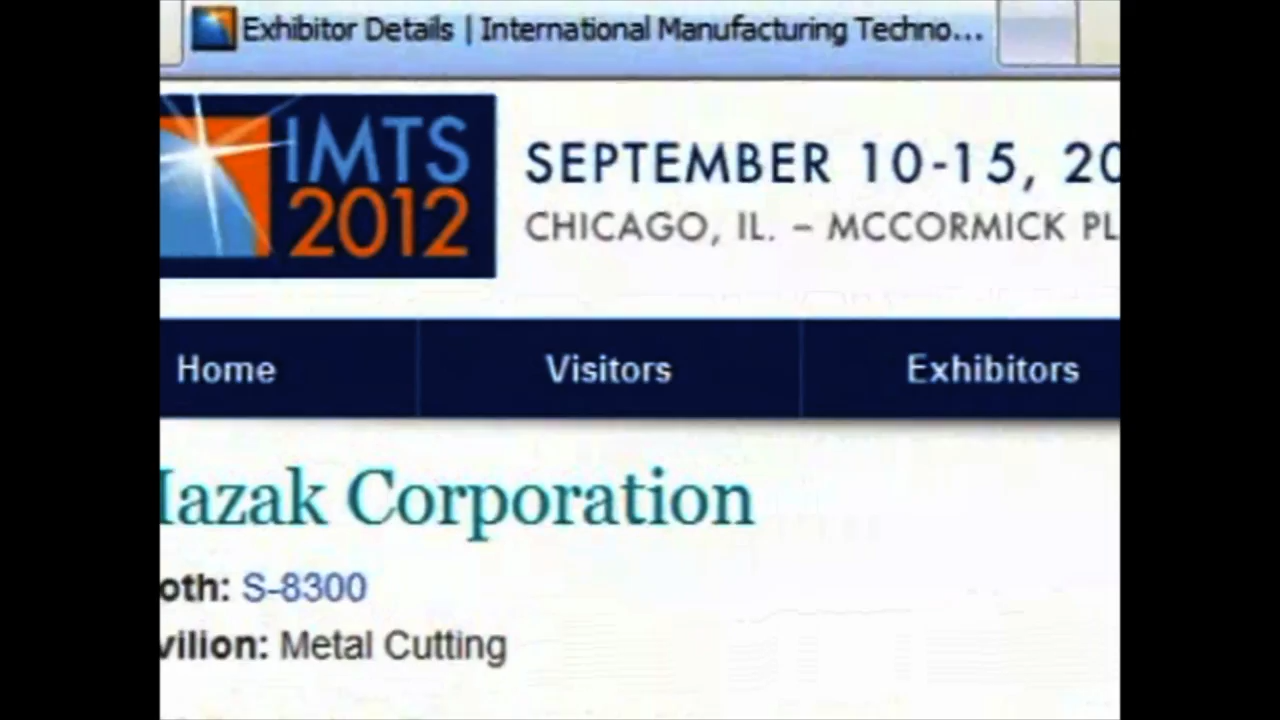 Exhibitor Details | International Manufacturing Techno...
IMTS
2012
SEPTEMBER 10-15, 20
CHICAGO, IL. – MCCORMICK PL
Home Visitors Exhibitors
Mazak Corporation
oth: S-8300
vilion: Metal Cutting